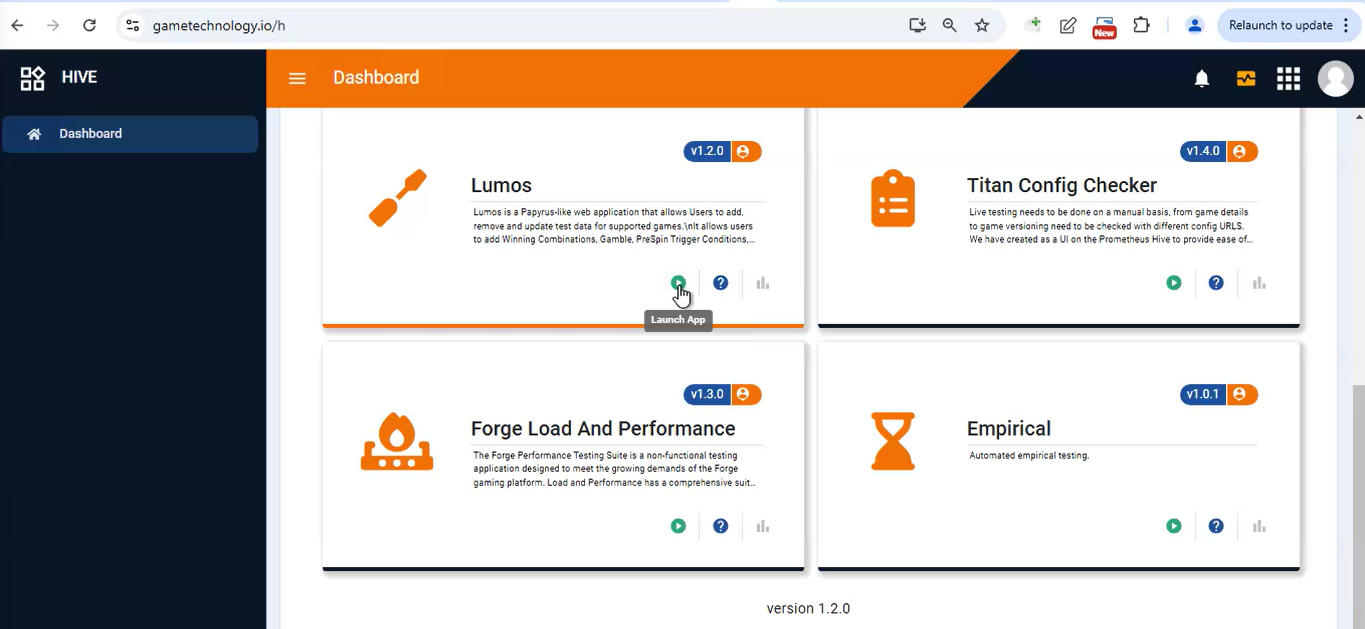 gametechnology.io/h
New
Relaunch to update
HIVE
Dashboard
Dashboard
v1.2.0
Lumos
Lumos is a Papyrus-like web application that allows Users to add,
remove and update test data for supported games.\nIt allows users
to add Winning Combinations, Gamble, PreSpin Trigger Conditions,...
Launch App
v1.4.0
Titan Config Checker
Live testing needs to be done on a manual basis, from game details
to game versioning need to be checked with different config URLS.
We have created as a UI on the Prometheus Hive to provide ease of...
v1.3.0
Forge Load And Performance
The Forge Performance Testing Suite is a non-functional testing
application designed to meet the growing demands of the Forge
gaming platform. Load and Performance has a comprehensive suit...
v1.0.1
Empirical
Automated empirical testing.
version 1.2.0